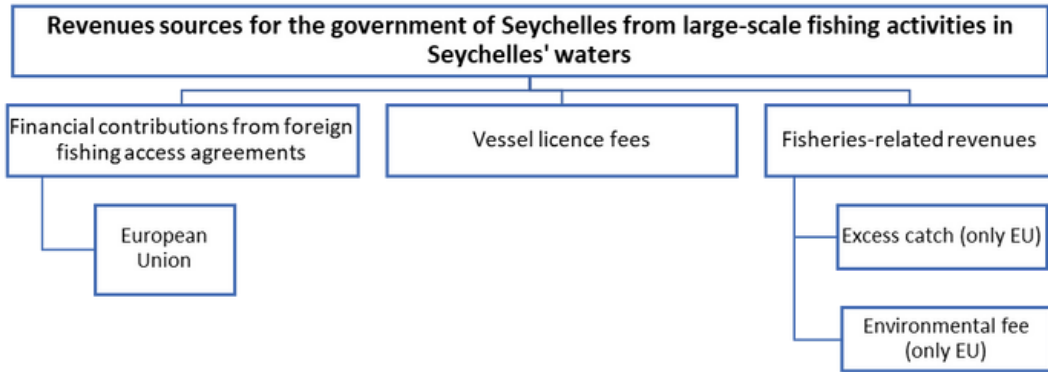 Revenues sources for the government of Seychelles from large-scale fishing activities in
Seychelles' waters
Financial contributions from foreign
fishing access agreements
Vessel licence fees
Fisheries-related revenues
European
Union
Excess catch (only EU)
Environmental fee
(only EU)